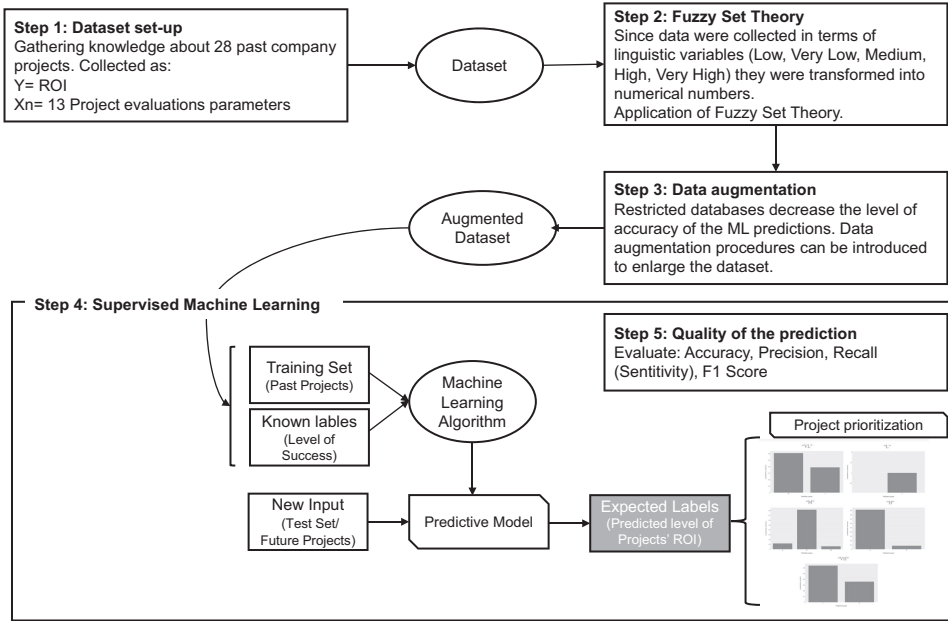 Step 1: Dataset set-up
Gathering knowledge about 28 past company
projects. Collected as:
Y= ROI
Xn= 13 Project evaluations parameters
Dataset
Step 2: Fuzzy Set Theory
Since data were collected in terms of
linguistic variables (Low, Very Low, Medium,
High, Very High) they were transformed into
numerical numbers.
Application of Fuzzy Set Theory.
Step 3: Data augmentation
Restricted databases decrease the level of
accuracy of the ML predictions. Data
augmentation procedures can be introduced
to enlarge the dataset.
Augmented
Dataset
Step 4: Supervised Machine Learning
Step 5: Quality of the prediction
Evaluate: Accuracy, Precision, Recall
(Sentitivity), F1 Score
Training Set
(Past Projects)
Known lables
(Level of
Success)
Machine
Learning
Algorithm
New Input
(Test Set/
Future Projects)
Predictive Model
Expected Labels
(Predicted level of
Projects' ROI)
Project prioritization